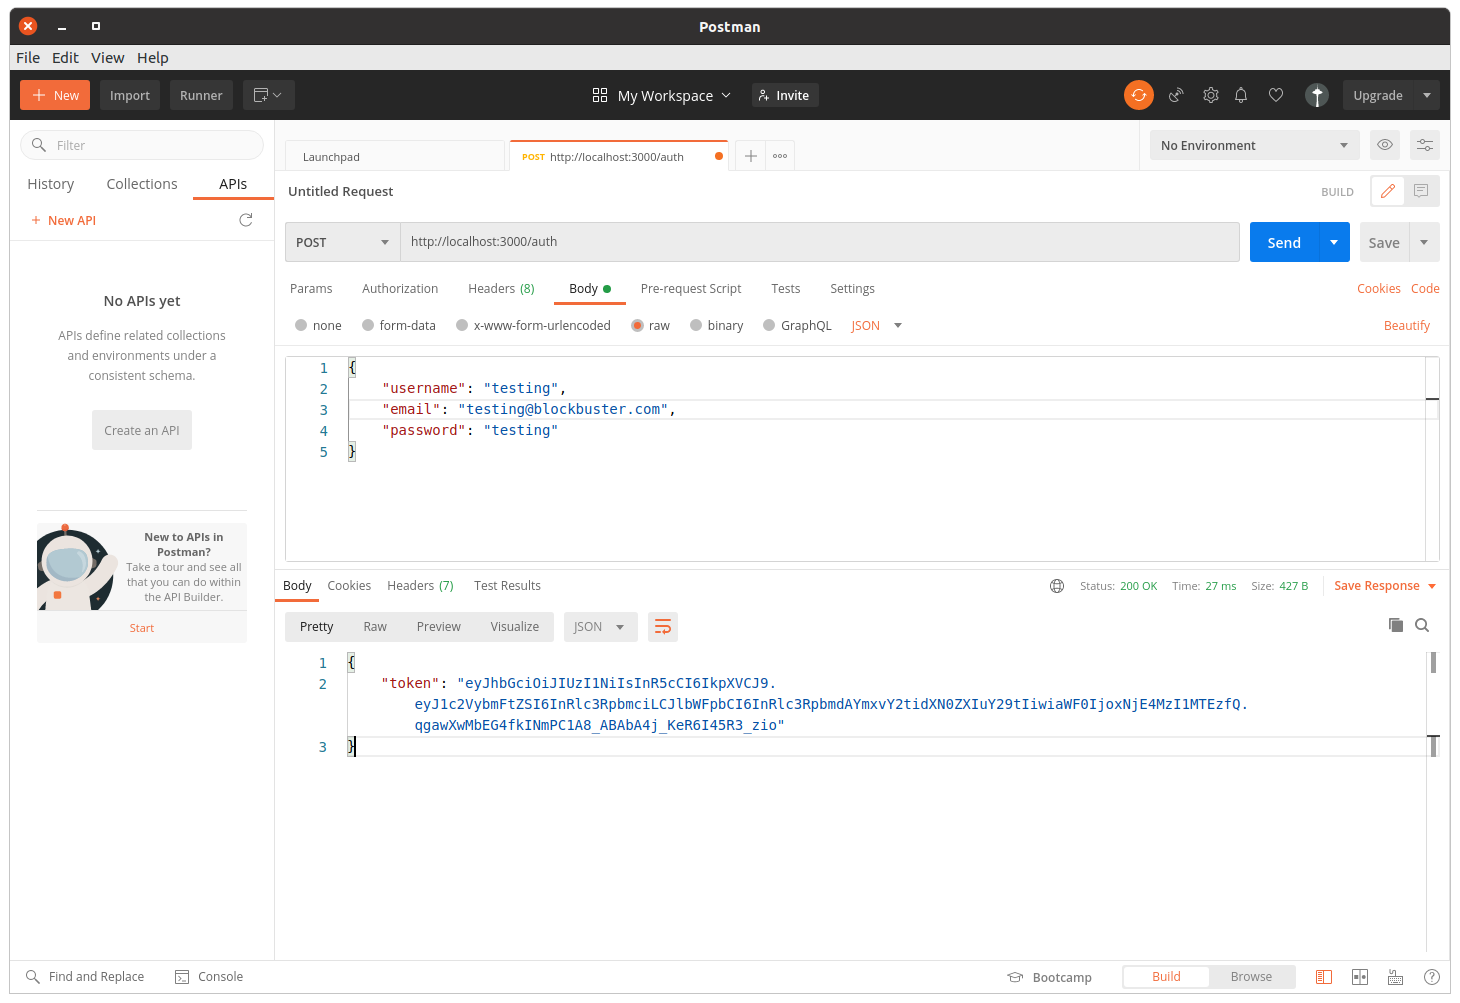 Postman
File Edit View Help
New Import Runner My Workspace Invite Upgrade
Filter
History Collections APIs
New API
No APIs yet
APIs define related collections
and environments under a
consistent schema.
Create an API
New to APIs in
Postman?
Take a tour and see all
that you can do within
the API Builder.
Start
Launchpad POST http://localhost:3000/auth No Environment
Untitled Request BUILD
POST http://localhost:3000/auth Send Save
Params Authorization Headers (8) Body Pre-request Script Tests Settings Cookies Code
none form-data x-www-form-urlencoded raw binary GraphQL JSON Beautify
1 {
2 "username": "testing",
3 "email": "testing@blockbuster.com",
4 "password": "testing"
5 }
Body Cookies Headers (7) Test Results Status: 200 OK Time: 27 ms Size: 427 B Save Response
Pretty Raw Preview Visualize JSON
1 {
2 "token": "eyJhbGciOiJIUzI1NiIsInR5cCI6IkpXVCJ9.
eyJ1c2VybmFtZSI6InRlc3RpbmciLCJlbWFpbCI6InRlc3RpbmdAYmxvY2tidXN0ZXIuY29tIiwiaWF0IjoxNjE4MzI1MTEzfQ.
qgawXwMbEG4fkINmPC1A8_ABAbA4j_KeR6I45R3_zio"
3 }
Find and Replace Console Bootcamp Build Browse